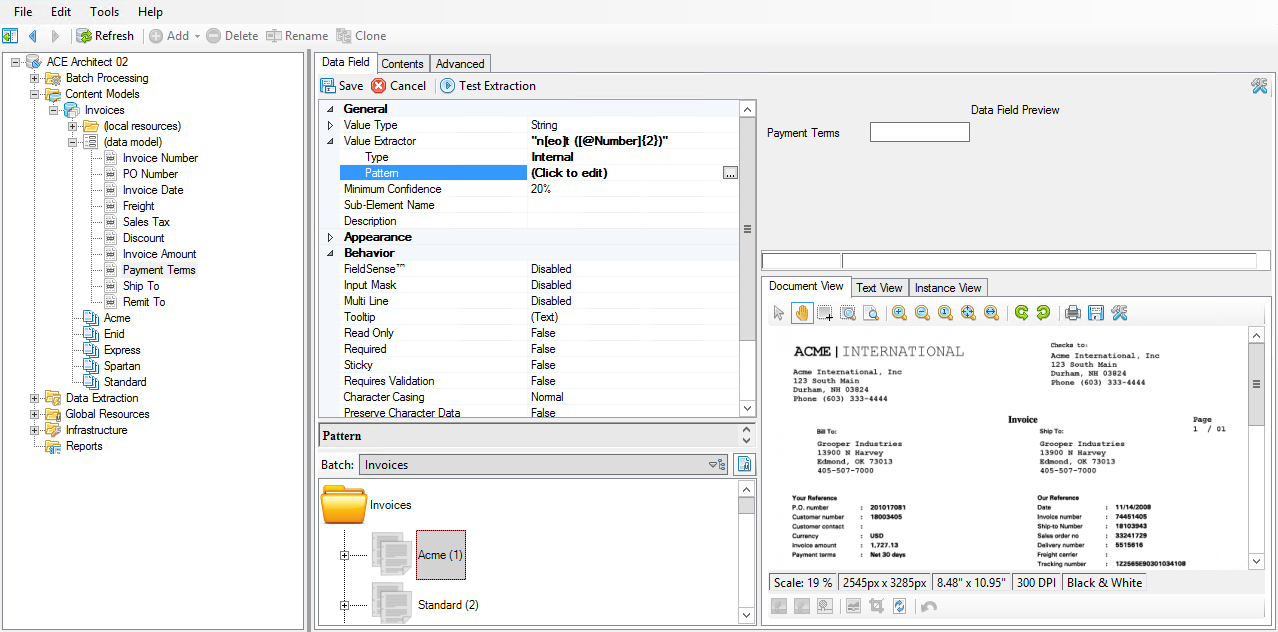 File Edit Tools Help
Refresh Add Delete Rename Clone
ACE Architect 02
Batch Processing
Content Models
Invoices
(local resources)
(data model)
Invoice Number
PO Number
Invoice Date
Freight
Sales Tax
Discount
Invoice Amount
Payment Terms
Ship To
Remit To
Acme
Enid
Express
Spartan
Standard
Data Extraction
Global Resources
Infrastructure
Reports
Data Field Contents Advanced
Save Cancel Test Extraction
General
Value Type String
Value Extractor "n[eo]t ([@Number]{2})"
Type Internal
Pattern (Click to edit) ...
Minimum Confidence 20%
Sub-Element Name
Description
Appearance
Behavior
FieldSense™ Disabled
Input Mask Disabled
Multi Line Disabled
Tooltip (Text)
Read Only False
Required False
Sticky False
Requires Validation False
Character Casing Normal
Preserve Character Data False
Pattern
Batch: Invoices
Invoices
Acme (1)
Standard (2)
Data Field Preview
Payment Terms
Document View Text View Instance View
ACME | INTERNATIONAL
Acme International, Inc
123 South Main
Durham, NH 03824
Phone (603) 333-4444
Checks to:
Acme International, Inc
123 South Main
Durham, NH 03824
Phone (603) 333-4444
Invoice
Page
1 / 01
Bill To:
Grooper Industries
13900 N Harvey
Edmond, OK 73013
405-507-7000
Ship To:
Grooper Industries
13900 N Harvey
Edmond, OK 73013
405-507-7000
Your Reference
P.O. number : 201017081
Customer number : 18003405
Customer contact :
Currency : USD
Invoice amount : 1,727.13
Payment terms : Net 30 days
Our Reference
Date : 11/14/2008
Invoice number : 74451405
Ship-to Number : 18103943
Sales order no : 33241729
Delivery number : 5515616
Freight carrier :
Tracking number : 1Z2565E90301034108
Scale: 19 % 2545px x 3285px 8.48" x 10.95" 300 DPI Black & White